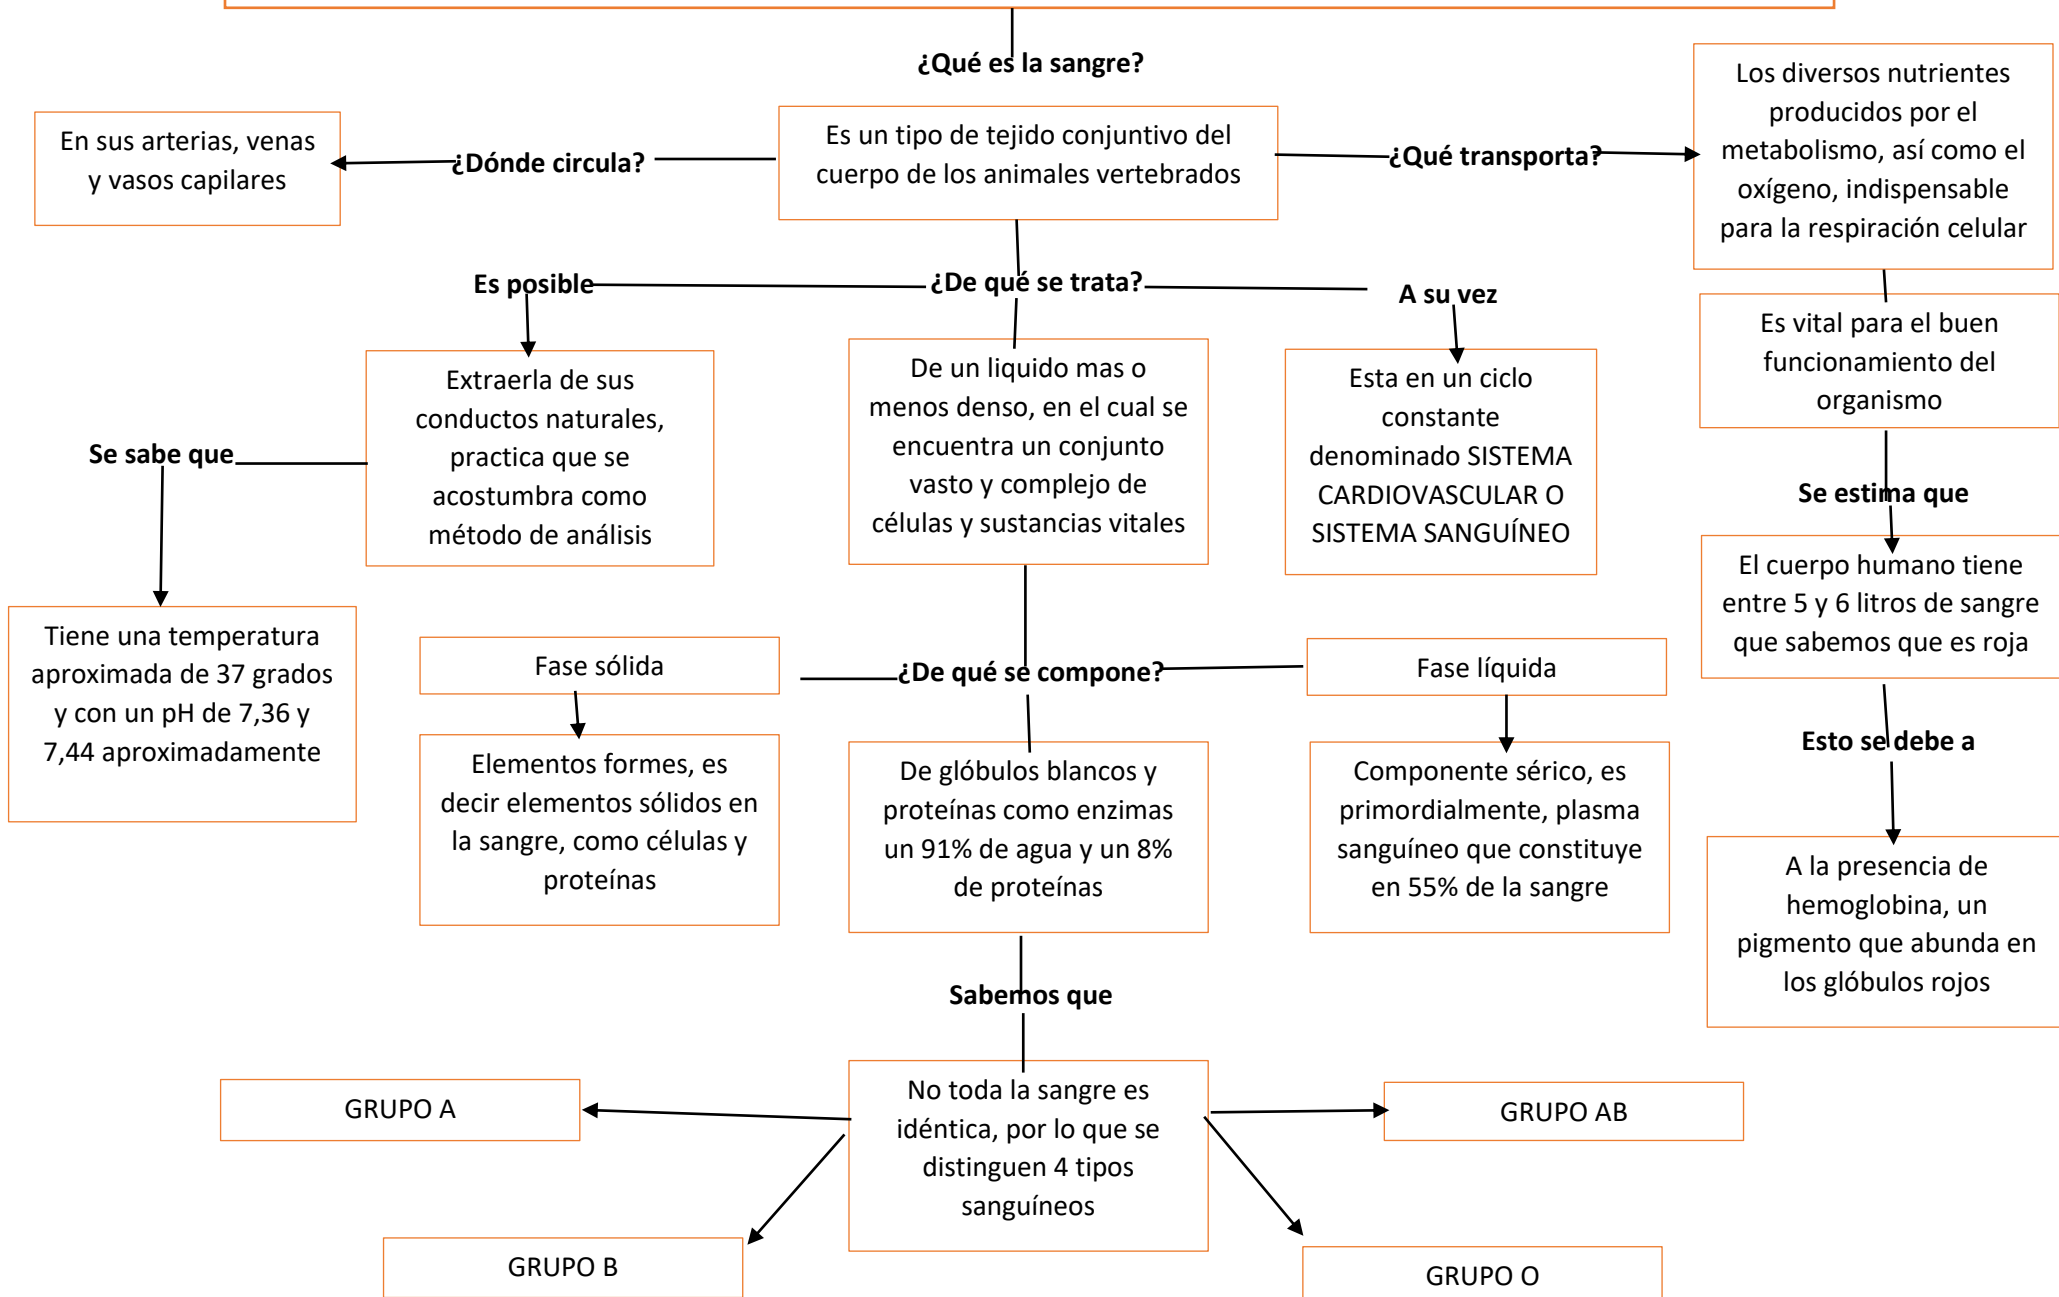 ¿Qué es la sangre?
En sus arterias, venas
y vasos capilares
¿Dónde circula?
Es un tipo de tejido conjuntivo del
cuerpo de los animales vertebrados
¿Qué transporta?
Los diversos nutrientes
producidos por el
metabolismo, así como el
oxígeno, indispensable
para la respiración celular
Es posible
¿De qué se trata?
A su vez
Es vital para el buen
funcionamiento del
organismo
Se sabe que
Extraerla de sus
conductos naturales,
practica que se
acostumbra como
método de análisis
De un liquido mas o
menos denso, en el cual se
encuentra un conjunto
vasto y complejo de
células y sustancias vitales
Esta en un ciclo
constante
denominado SISTEMA
CARDIOVASCULAR O
SISTEMA SANGUÍNEO
Se estima que
El cuerpo humano tiene
entre 5 y 6 litros de sangre
que sabemos que es roja
Tiene una temperatura
aproximada de 37 grados
y con un pH de 7,36 y
7,44 aproximadamente
Fase sólida
¿De qué se compone?
Fase líquida
Esto se debe a
Elementos formes, es
decir elementos sólidos en
la sangre, como células y
proteínas
De glóbulos blancos y
proteínas como enzimas
un 91% de agua y un 8%
de proteínas
Componente sérico, es
primordialmente, plasma
sanguíneo que constituye
en 55% de la sangre
A la presencia de
hemoglobina, un
pigmento que abunda en
los glóbulos rojos
Sabemos que
GRUPO A
No toda la sangre es
idéntica, por lo que se
distinguen 4 tipos
sanguíneos
GRUPO AB
GRUPO B
GRUPO O